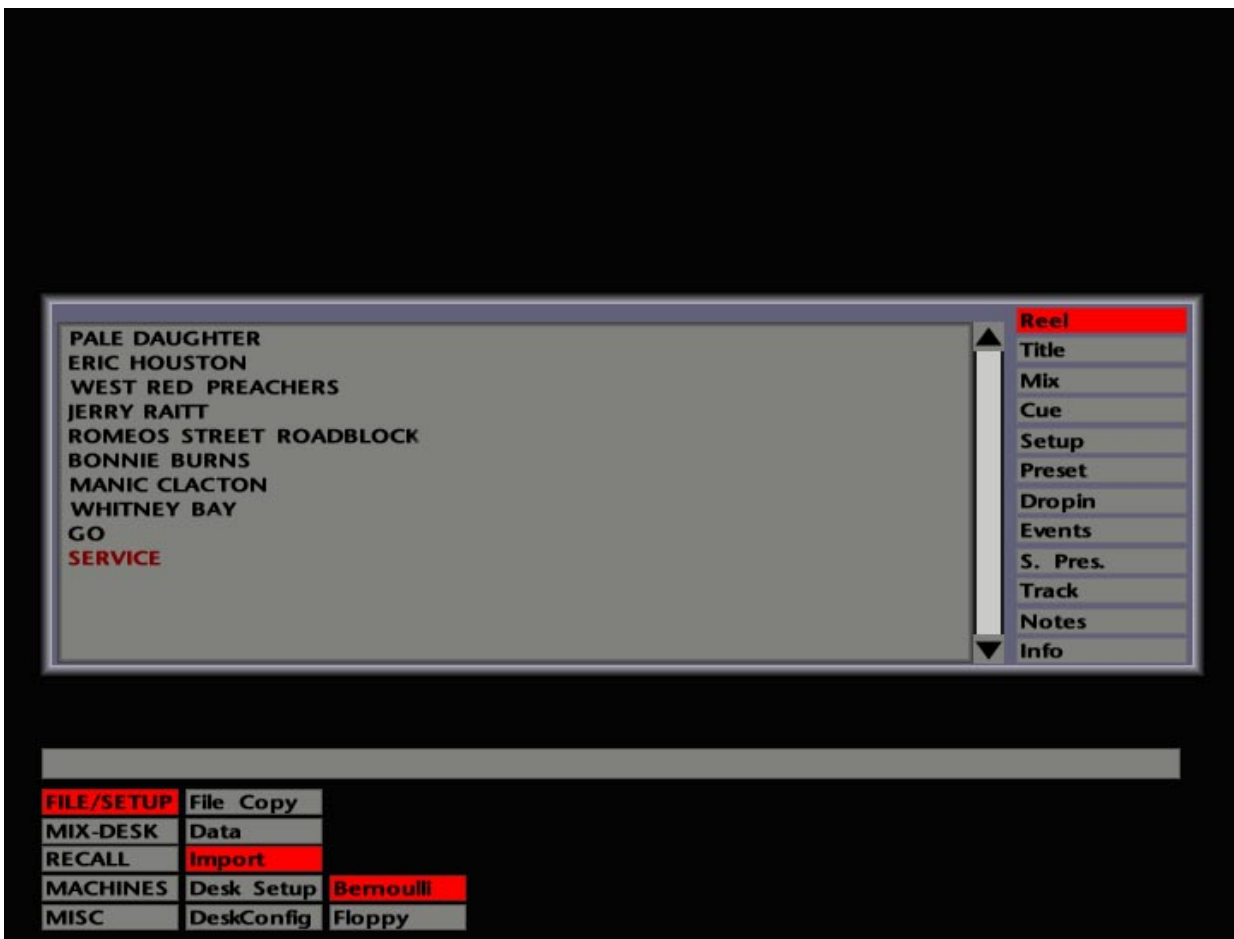 PALE DAUGHTER
ERIC HOUSTON
WEST RED PREACHERS
JERRY RAITT
ROMEOS STREET ROADBLOCK
BONNIE BURNS
MANIC CLACTON
WHITNEY BAY
GO
SERVICE
Reel
Title
Mix
Cue
Setup
Preset
Dropin
Events
S. Pres.
Track
Notes
Info
FILE/SETUP File Copy
MIX-DESK Data
RECALL Import
MACHINES Desk Setup Bernoulli
MISC DeskConfig Floppy